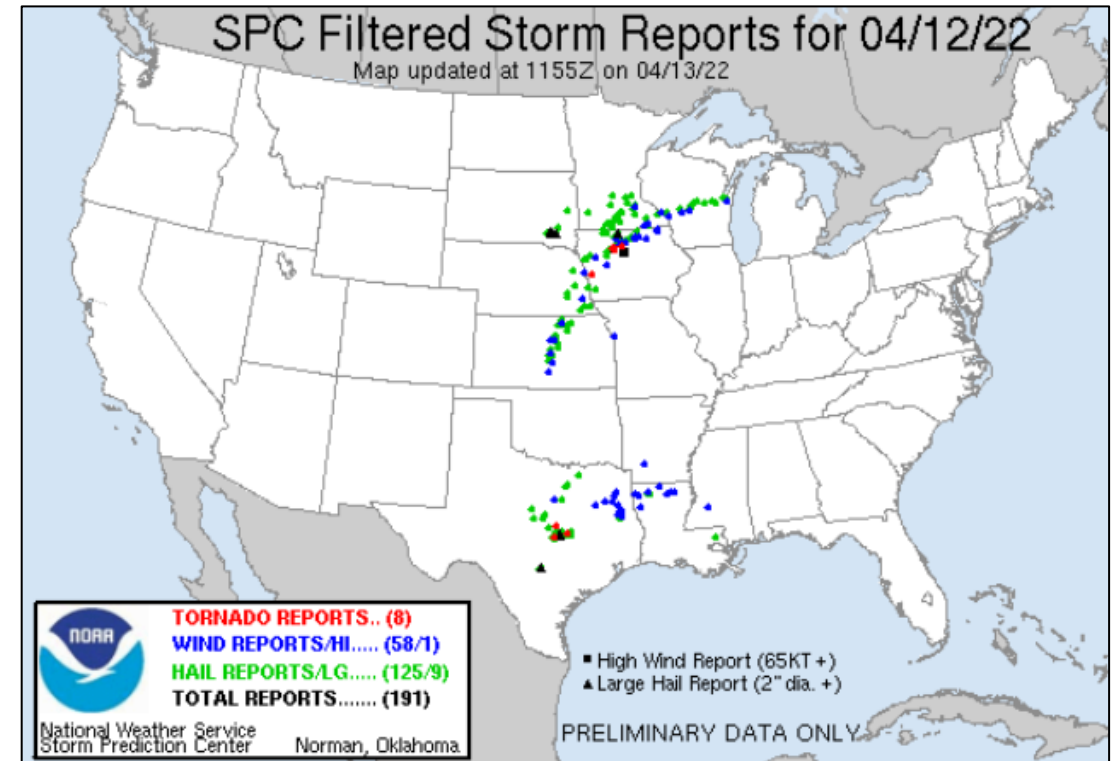 SPC Filtered Storm Reports for 04/12/22
Map updated at 1155Z on 04/13/22
NOAA
TORNADO REPORTS.. (8)
WIND REPORTS/HI..... (58/1)
HAIL REPORTS/LG..... (125/9)
TOTAL REPORTS....... (191)
National Weather Service
Storm Prediction Center Norman, Oklahoma
■ High Wind Report (65KT +)
▲ Large Hail Report (2" dia. +)
PRELIMINARY DATA ONLY